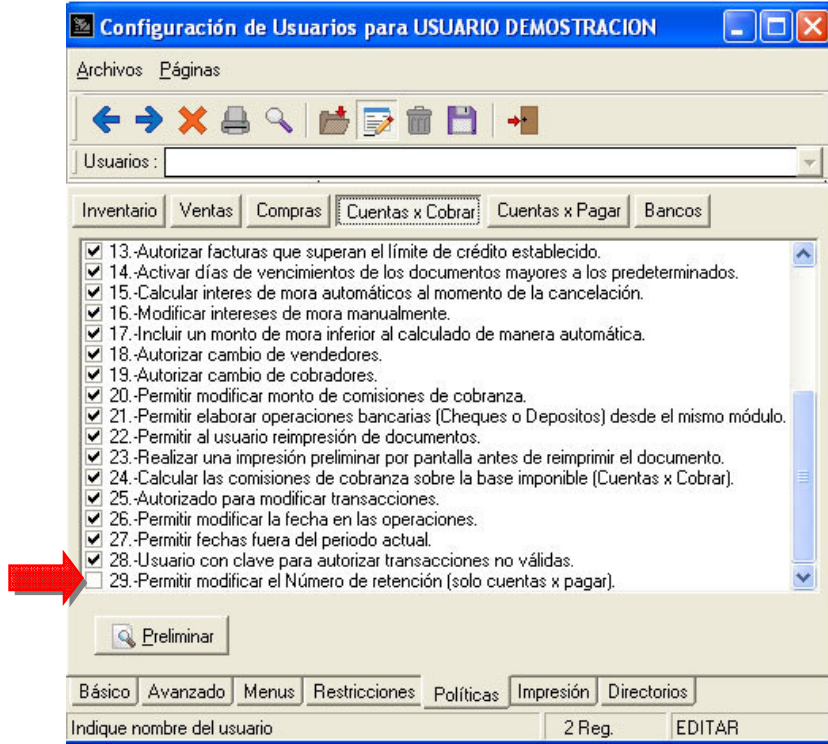 Configuración de Usuarios para USUARIO DEMOSTRACION
Archivos Páginas
Usuarios :
Inventario Ventas Compras Cuentas x Cobrar Cuentas x Pagar Bancos
13.-Autorizar facturas que superan el límite de crédito establecido.
14.-Activar días de vencimientos de los documentos mayores a los predeterminados.
15.-Calcular interes de mora automáticos al momento de la cancelación.
16.-Modificar intereses de mora manualmente.
17.-Incluir un monto de mora inferior al calculado de manera automática.
18.-Autorizar cambio de vendedores.
19.-Autorizar cambio de cobradores.
20.-Permitir modificar monto de comisiones de cobranza.
21.-Permitir elaborar operaciones bancarias (Cheques o Depositos) desde el mismo módulo.
22.-Permitir al usuario reimpresión de documentos.
23.-Realizar una impresión preliminar por pantalla antes de reimprimir el documento.
24.-Calcular las comisiones de cobranza sobre la base imponible (Cuentas x Cobrar).
25.-Autorizado para modificar transacciones.
26.-Permitir modificar la fecha en las operaciones.
27.-Permitir fechas fuera del periodo actual.
28.-Usuario con clave para autorizar transacciones no válidas.
29.-Permitir modificar el Número de retención (solo cuentas x pagar).
Preliminar
Básico Avanzado Menus Restricciones Políticas Impresión Directorios
Indique nombre del usuario 2 Reg. EDITAR